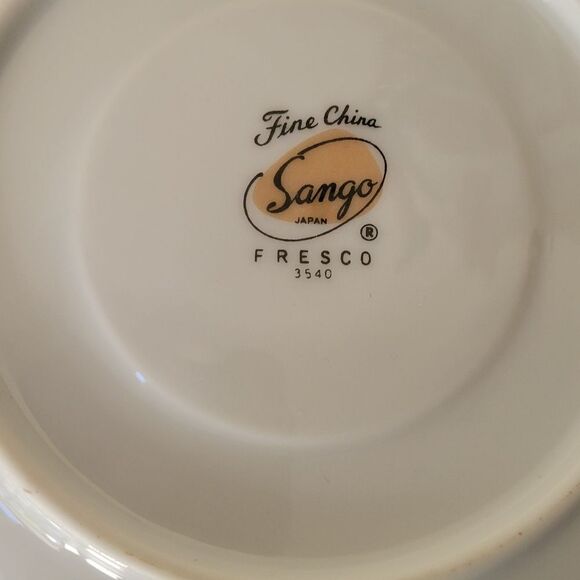 Fine China
Sango
JAPAN
®
FRESCO
3540